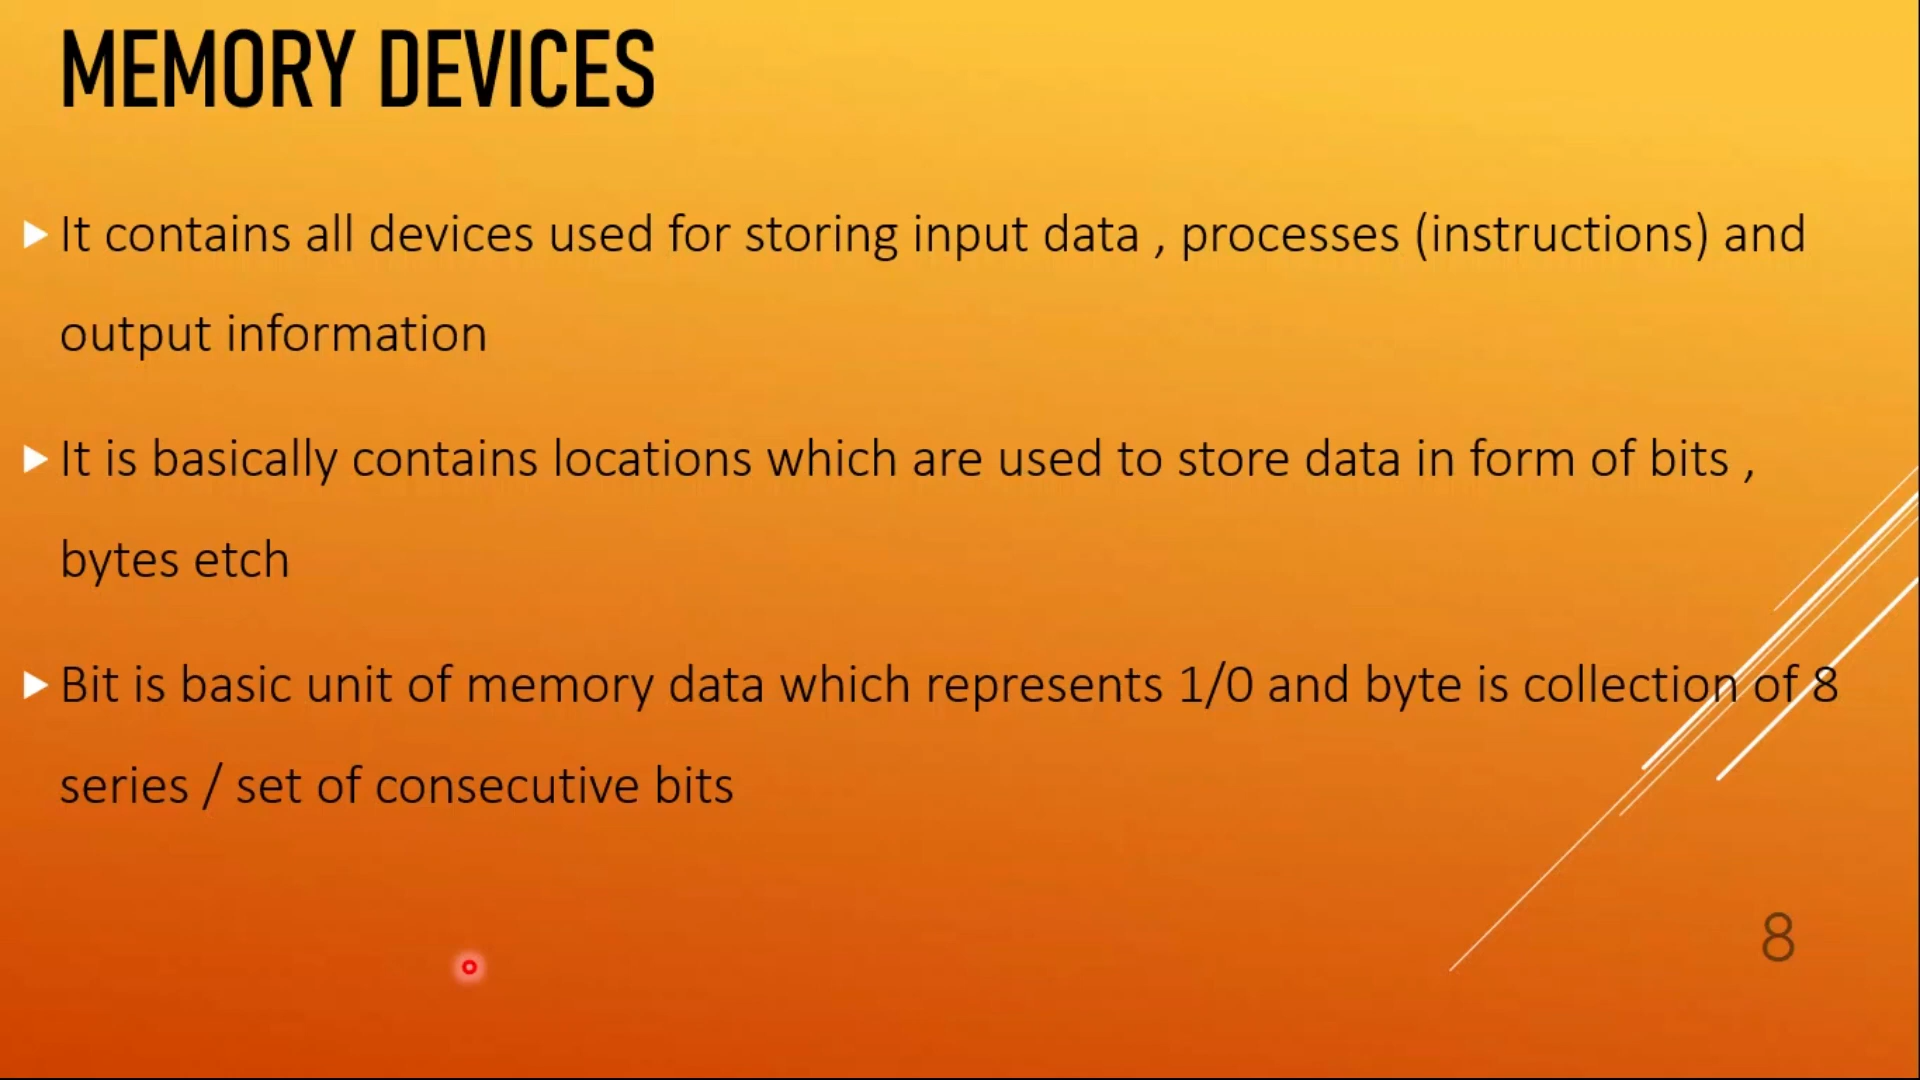 MEMORY DEVICES
It contains all devices used for storing input data , processes (instructions) and
output information
It is basically contains locations which are used to store data in form of bits ,
bytes etch
Bit is basic unit of memory data which represents 1/0 and byte is collection of 8
series / set of consecutive bits
8